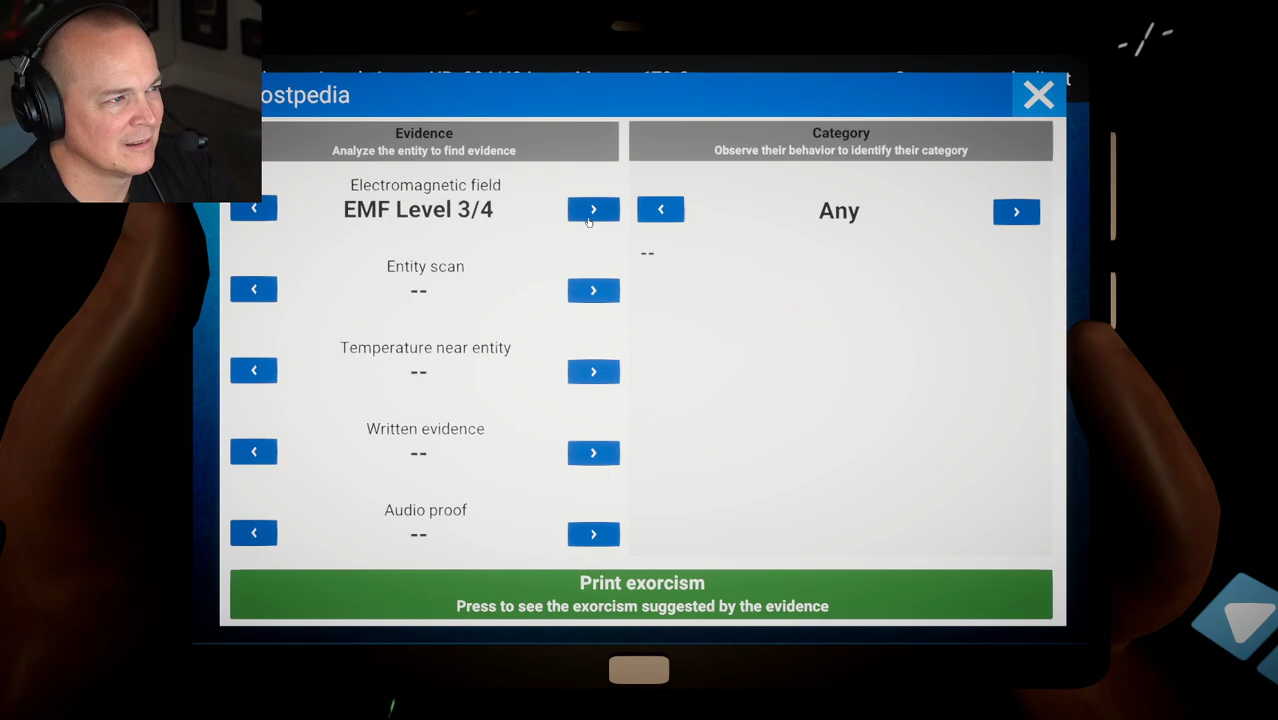 ostpedia
Evidence
Analyze the entity to find evidence
Category
Observe their behavior to identify their category
Electromagnetic field
EMF Level 3/4
Any
--
Entity scan
--
Temperature near entity
--
Written evidence
--
Audio proof
--
Print exorcism
Press to see the exorcism suggested by the evidence
-/-